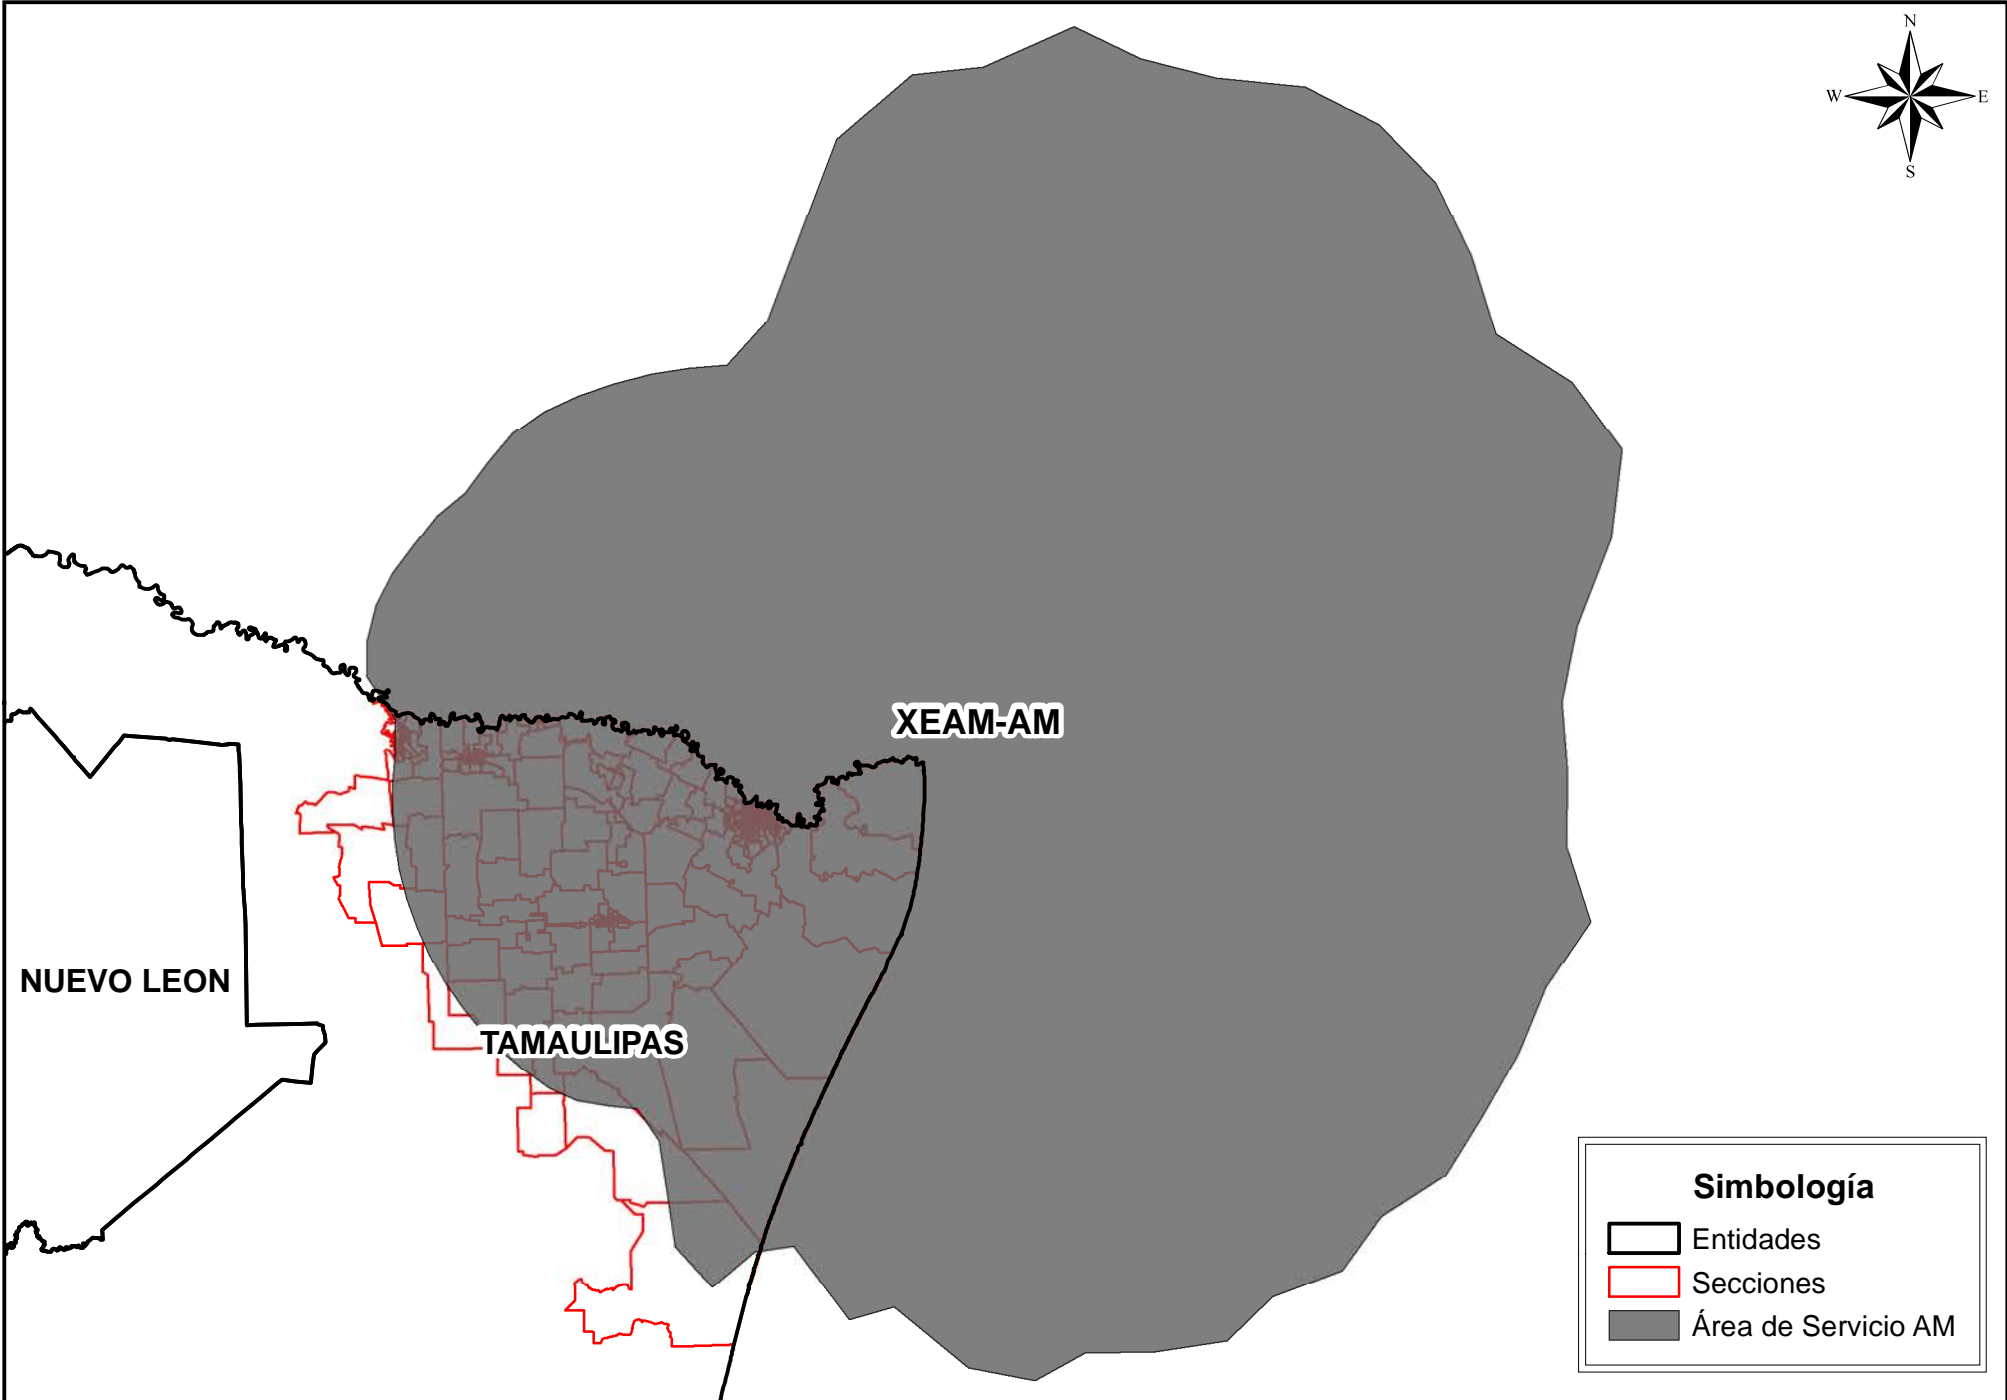 N
W E
S
XEAM-AM
NUEVO LEON
TAMAULIPAS
Simbología
Entidades
Secciones
Área de Servicio AM